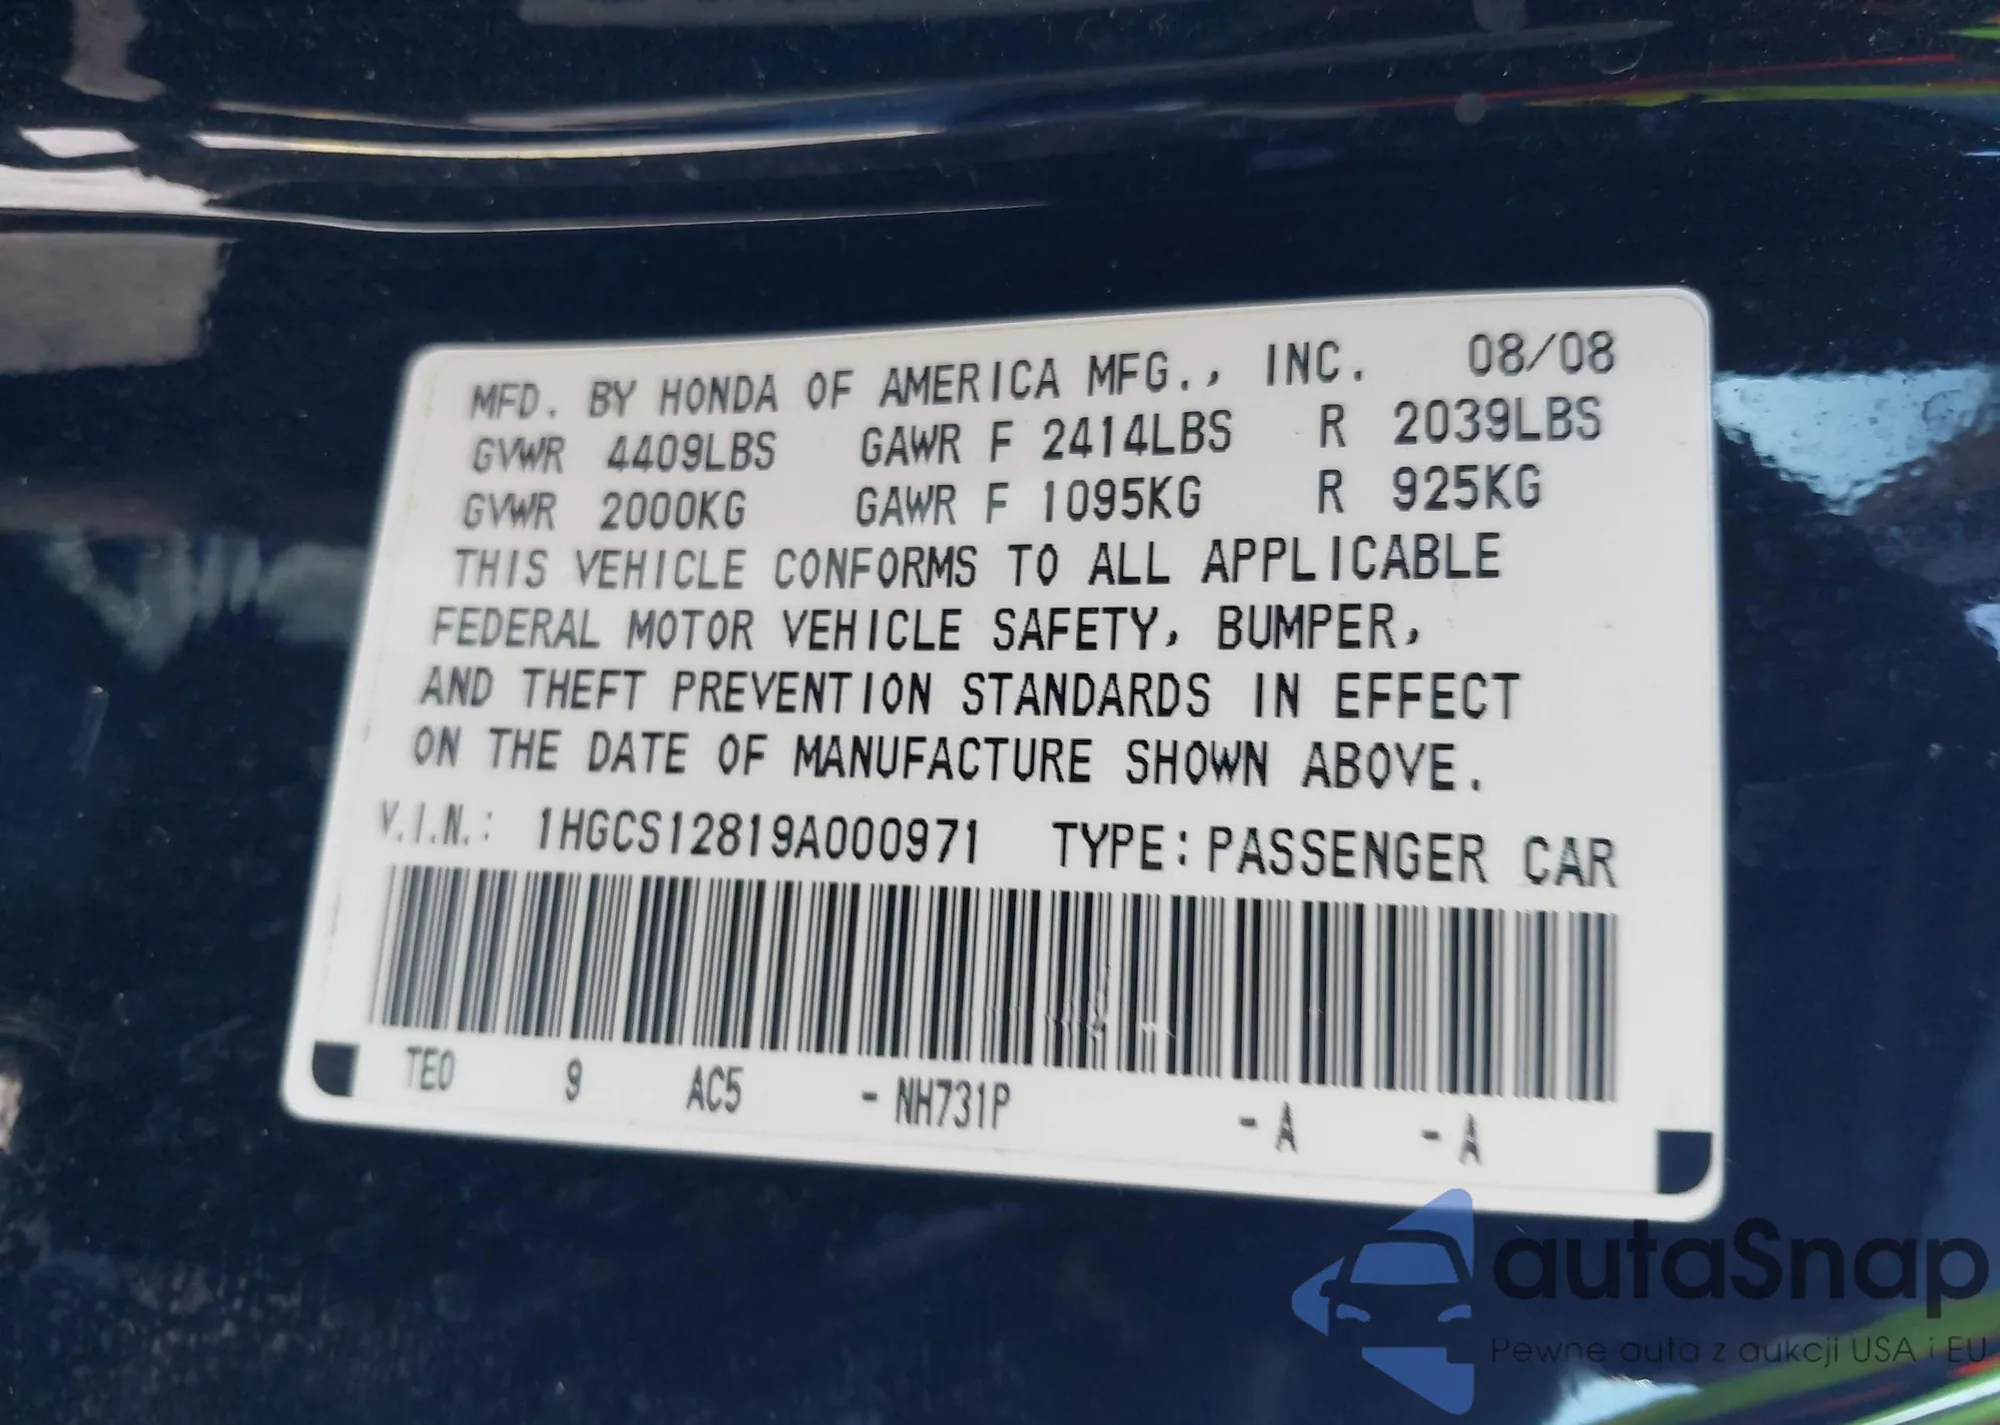 MFD. BY HONDA OF AMERICA MFG., INC. 08/08
GVWR 4409LBS GAWR F 2414LBS R 2039LBS
GVWR 2000KG GAWR F 1095KG R 925KG
THIS VEHICLE CONFORMS TO ALL APPLICABLE
FEDERAL MOTOR VEHICLE SAFETY, BUMPER,
AND THEFT PREVENTION STANDARDS IN EFFECT
ON THE DATE OF MANUFACTURE SHOWN ABOVE.
V.I.N.: 1HGCS12819A000971 TYPE: PASSENGER CAR
TE0 9 AC5 - NH731P - A - A
autaSnap
Pewne auta z aukcji USA i EU